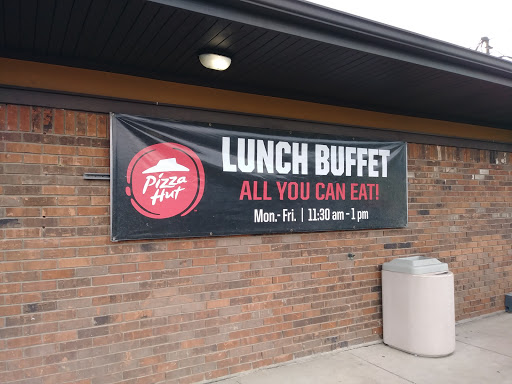 Pizza
Hut
LUNCH BUFFET
ALL YOU CAN EAT!
Mon.- Fri. | 11:30 am - 1 pm